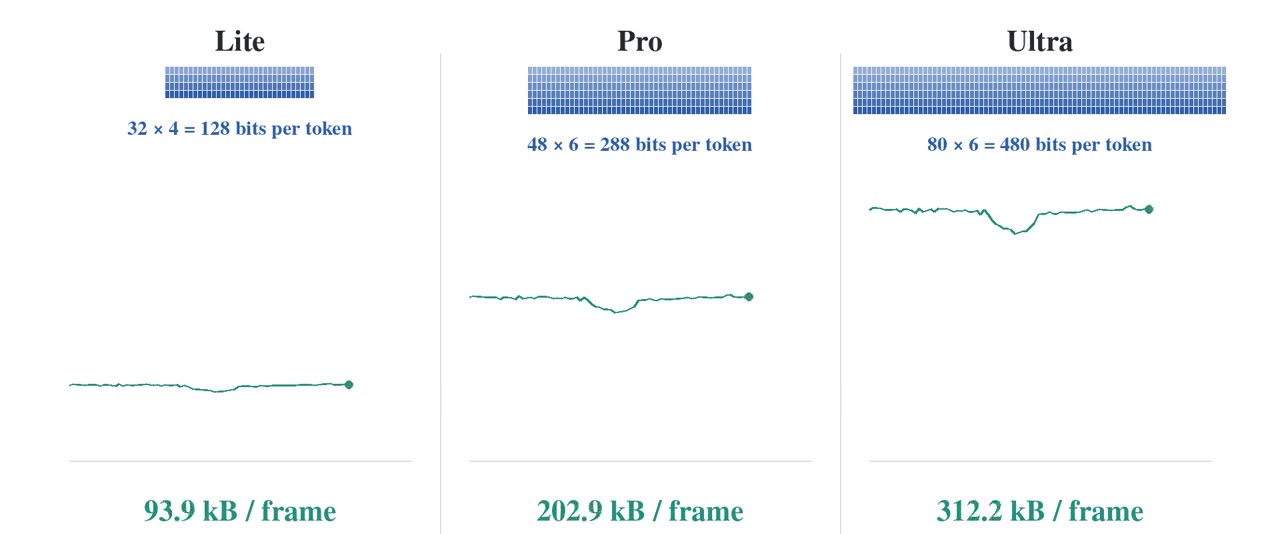 Lite
32 × 4 = 128 bits per token
93.9 kB / frame
Pro
48 × 6 = 288 bits per token
202.9 kB / frame
Ultra
80 × 6 = 480 bits per token
312.2 kB / frame